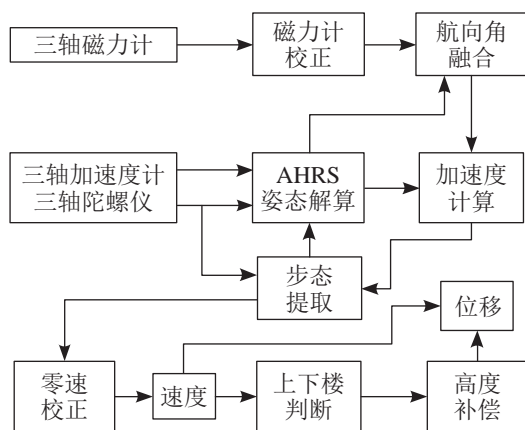 三轴磁力计
磁力计
校正
航向角
融合
三轴加速度计
三轴陀螺仪
AHRS
姿态解算
加速度
计算
步态
提取
位移
零速
校正
速度
上下楼
判断
高度
补偿